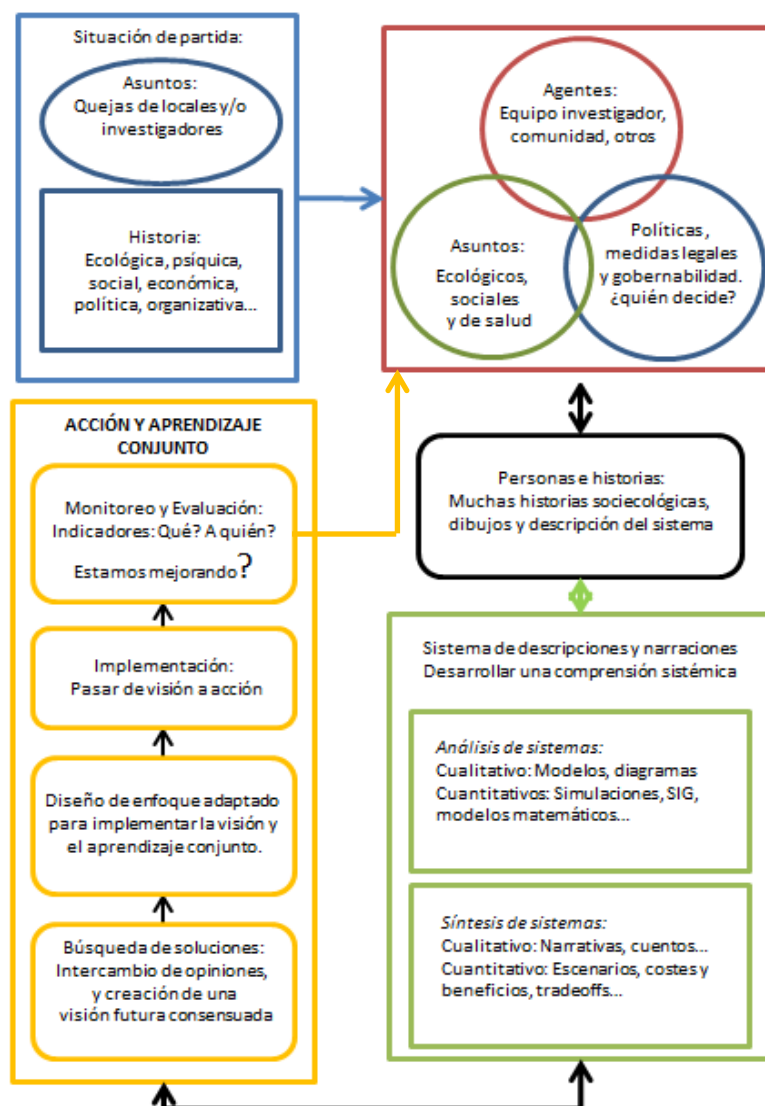 Situación de partida:
Asuntos:
Quejas de locales y/o
investigadores
Historia:
Ecológica, psíquica,
social, económica,
política, organizativa...
Agentes:
Equipo investigador,
comunidad, otros
Asuntos:
Ecológicos,
sociales
y de salud
Políticas,
medidas legales
y gobernabilidad.
¿quién decide?
Personas e historias:
Muchas historias sociecológicas,
dibujos y descripción del sistema
Sistema de descripciones y narraciones
Desarrollar una comprensión sistémica
Análisis de sistemas:
Cualitativo: Modelos, diagramas
Cuantitativos: Simulaciones, SIG,
modelos matemáticos...
Síntesis de sistemas:
Cualitativo: Narrativas, cuentos...
Cuantitativo: Escenarios, costes y
beneficios, tradeoffs...
ACCIÓN Y APRENDIZAJE
CONJUNTO
Monitoreo y Evaluación:
Indicadores: Qué? A quién?
Estamos mejorando?
Implementación:
Pasar de visión a acción
Diseño de enfoque adaptado
para implementar la visión y
el aprendizaje conjunto.
Búsqueda de soluciones:
Intercambio de opiniones,
y creación de una
visión futura consensuada